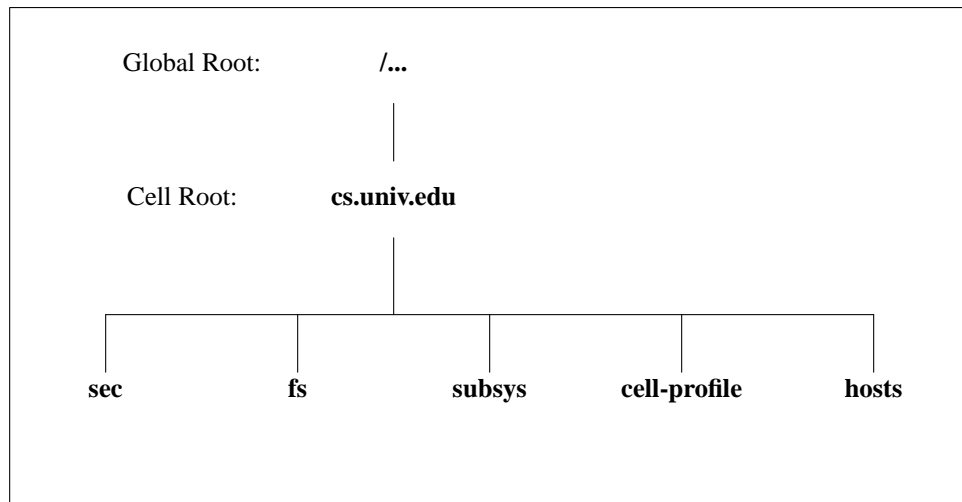 Global Root: /...
Cell Root: cs.univ.edu
sec fs subsys cell-profile hosts